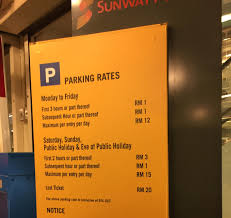 SUNWAY
P PARKING RATES
Monday to Friday
First 3 hours or part thereof RM 1
Subsequent Hour or part thereof RM 1
Maximum per entry per day RM 12
Saturday, Sunday,
Public Holiday & Eve of Public Holiday
First 2 hours or part thereof RM 3
Subsequent hour or part thereof RM 1
Maximum per entry per day RM 15
Lost Ticket RM 20
NOTICE